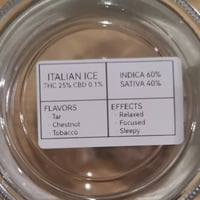 ITALIAN ICE
THC 25% CBD 0.1%
INDICA 60%
SATIVA 40%
FLAVORS
· Tar
· Chestnut
· Tobacco
EFFECTS
· Relaxed
· Focused
· Sleepy